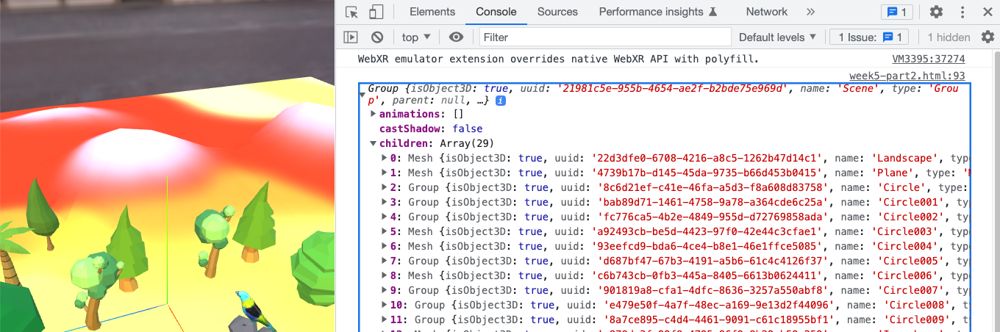 Elements Console Sources Performance insights Network » 1
top Filter Default levels 1 Issue: 1 1 hidden
WebXR emulator extension overrides native WebXR API with polyfill. VM3395:37274
week5-part2.html:93
Group {isObject3D: true, uuid: '21981c5e-955b-4654-ae2f-b2bde75e969d', name: 'Scene', type: 'Grou
p', parent: null, …} i
animations: []
castShadow: false
children: Array(29)
0: Mesh {isObject3D: true, uuid: '22d3dfe0-6708-4216-a8c5-1262b47d14c1', name: 'Landscape', typ
1: Mesh {isObject3D: true, uuid: '4739b17b-d145-45da-9735-b66d453b0415', name: 'Plane', type: '
2: Group {isObject3D: true, uuid: '8c6d21ef-c41e-46fa-a5d3-f8a608d83758', name: 'Circle', type:
3: Group {isObject3D: true, uuid: 'bab89d71-1461-4758-9a78-a364cde6c25a', name: 'Circle001', t
4: Group {isObject3D: true, uuid: 'fc776ca5-4b2e-4849-955d-d72769858ada', name: 'Circle002', t
5: Mesh {isObject3D: true, uuid: 'a92493cb-be5d-4423-97f0-42e44c3cfae1', name: 'Circle003', typ
6: Mesh {isObject3D: true, uuid: '93eefcd9-bda6-4ce4-b8e1-46e1ffce5085', name: 'Circle004', typ
7: Mesh {isObject3D: true, uuid: 'd687bf47-67b3-4191-a5b6-61c4c4126f37', name: 'Circle005', typ
8: Mesh {isObject3D: true, uuid: 'c6b743cb-0fb3-445a-8405-6613b0624411', name: 'Circle006', typ
9: Group {isObject3D: true, uuid: '901819a8-cfa1-4dfc-8636-3257a550abf8', name: 'Circle007', t
10: Group {isObject3D: true, uuid: 'e479e50f-4a7f-48ec-a169-9e13d2f44096', name: 'Circle008',
11: Group {isObject3D: true, uuid: '8a7ce895-c4d4-4461-9091-c61c18955bf1', name: 'Circle009', t